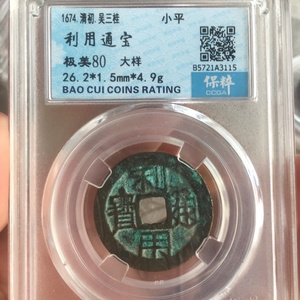 1674.清初.吴三桂 小平
利用通宝
极美80 大样
26.2*1.5mm*4.9g
BAO CUI COINS RATING
保粹
CCGA
B5721A3115
利用通寶